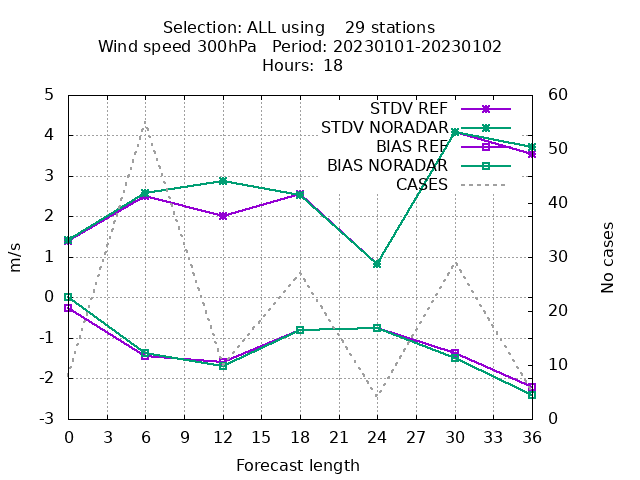 Selection: ALL using    29 stations
Wind speed 300hPa   Period: 20230101-20230102
Hours: 18
STDV REF
STDV NORADAR
BIAS REF
BIAS NORADAR
CASES
m/s
5
4
3
2
1
0
-1
-2
-3
60
50
40
30
20
10
0
No cases
0 3 6 9 12 15 18 21 24 27 30 33 36
Forecast length